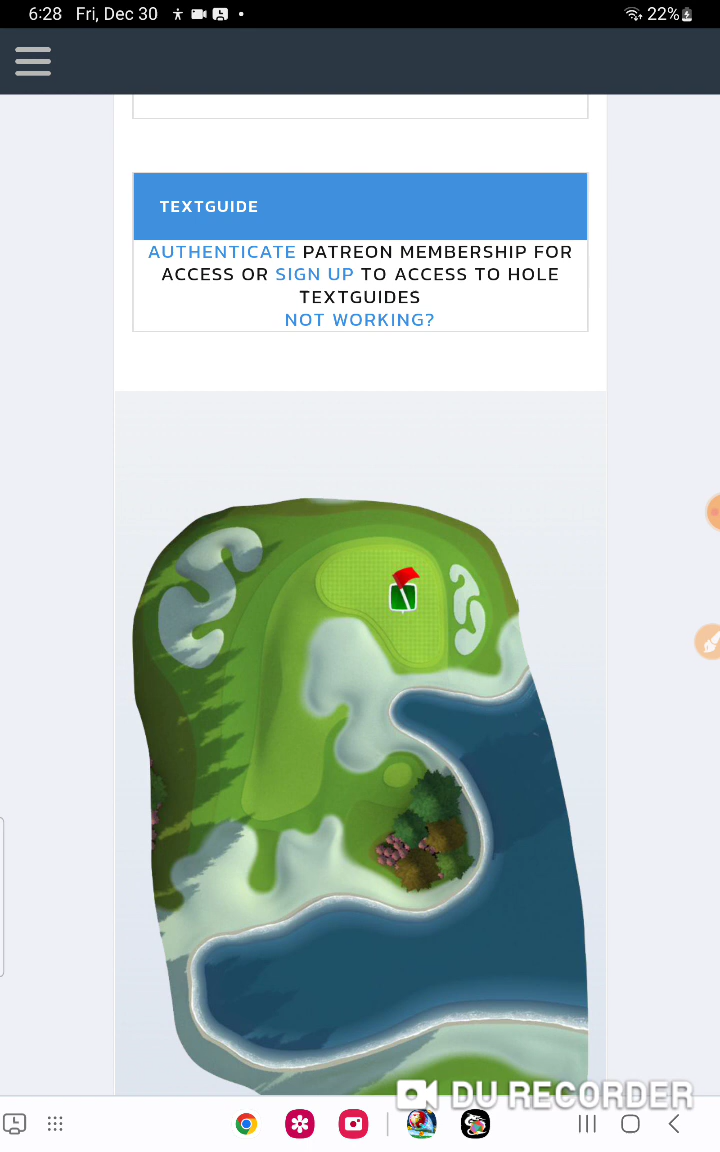 6:28 Fri, Dec 30 22%
TEXTGUIDE
AUTHENTICATE PATREON MEMBERSHIP FOR
ACCESS OR SIGN UP TO ACCESS TO HOLE
TEXTGUIDES
NOT WORKING?
DU RECORDER